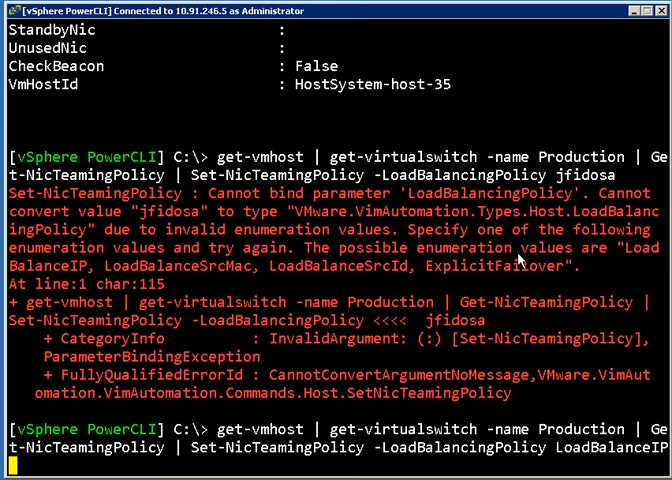 [vSphere PowerCLI] Connected to 10.91.246.5 as Administrator
StandbyNic :
UnusedNic :
CheckBeacon : False
VmHostId : HostSystem-host-35
[vSphere PowerCLI] C:\> get-vmhost | get-virtualswitch -name Production | Ge
t-NicTeamingPolicy | Set-NicTeamingPolicy -LoadBalancingPolicy jfidosa
Set-NicTeamingPolicy : Cannot bind parameter 'LoadBalancingPolicy'. Cannot
convert value "jfidosa" to type "VMware.VimAutomation.Types.Host.LoadBalanc
ingPolicy" due to invalid enumeration values. Specify one of the following
enumeration values and try again. The possible enumeration values are "Load
BalanceIP, LoadBalanceSrcMac, LoadBalanceSrcId, ExplicitFailover".
At line:1 char:115
+ get-vmhost | get-virtualswitch -name Production | Get-NicTeamingPolicy |
Set-NicTeamingPolicy -LoadBalancingPolicy <<<< jfidosa
+ CategoryInfo : InvalidArgument: (:) [Set-NicTeamingPolicy],
ParameterBindingException
+ FullyQualifiedErrorId : CannotConvertArgumentNoMessage,VMware.VimAut
omation.VimAutomation.Commands.Host.SetNicTeamingPolicy
[vSphere PowerCLI] C:\> get-vmhost | get-virtualswitch -name Production | Ge
t-NicTeamingPolicy | Set-NicTeamingPolicy -LoadBalancingPolicy LoadBalanceIP